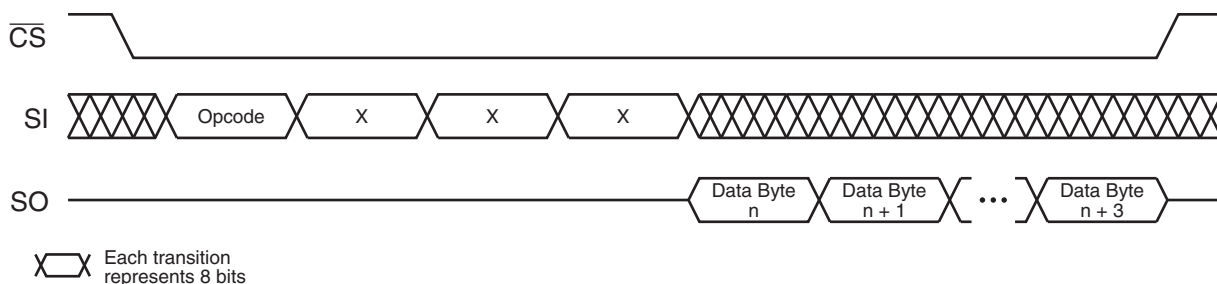 CS
SI
Opcode
X
X
X
SO
Data Byte
n
Data Byte
n + 1
•••
Data Byte
n + 3
Each transition
represents 8 bits